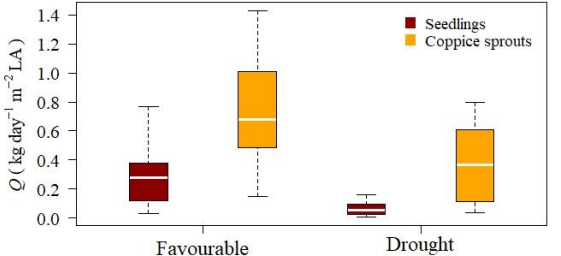 1.4
1.2
1.0
0.8
0.6
0.4
0.2
0.0
Q ( kg day⁻¹ m⁻² LA )
Seedlings
Coppice sprouts
Favourable
Drought